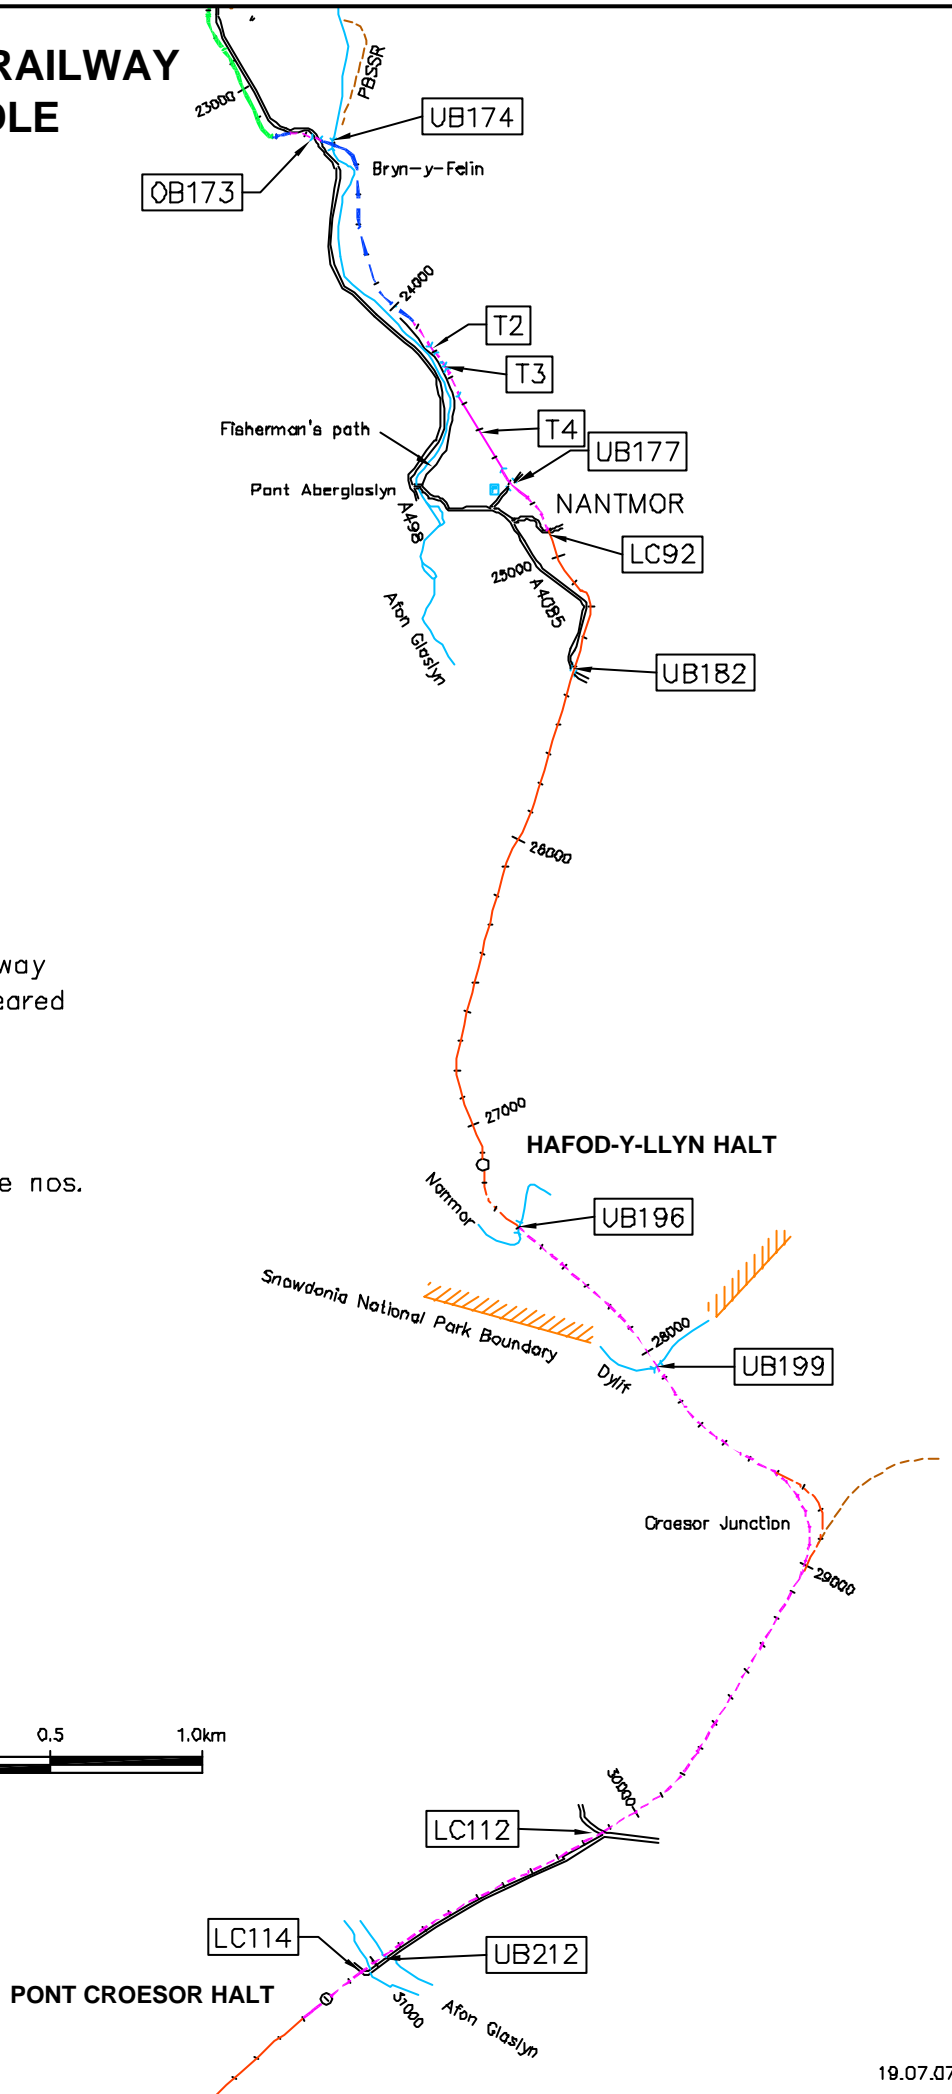 RAILWAY
OLE
PBSSR
23000
UB174
Bryn-y-Felin
OB173
24000
T2
T3
T4
Fisherman's path
UB177
Pont Aberglaslyn
NANTMOR
A498
LC92
25000
A4085
Afon Glaslyn
UB182
26000
way
eared
27000
HAFOD-Y-LLYN HALT
e nos.
Nanmor
UB196
Snowdonia National Park Boundary
28000
UB199
Dylif
Croesor Junction
29000
0.5
1.0km
30000
LC112
LC114
UB212
PONT CROESOR HALT
31000
Afon Glaslyn
19.07.07